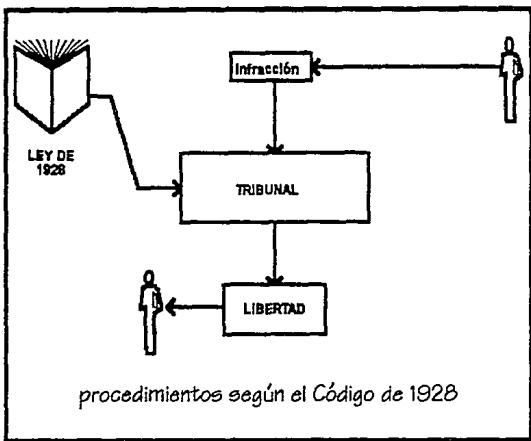 Infracción
LEY DE
1928
TRIBUNAL
LIBERTAD
procedimientos según el Código de 1928